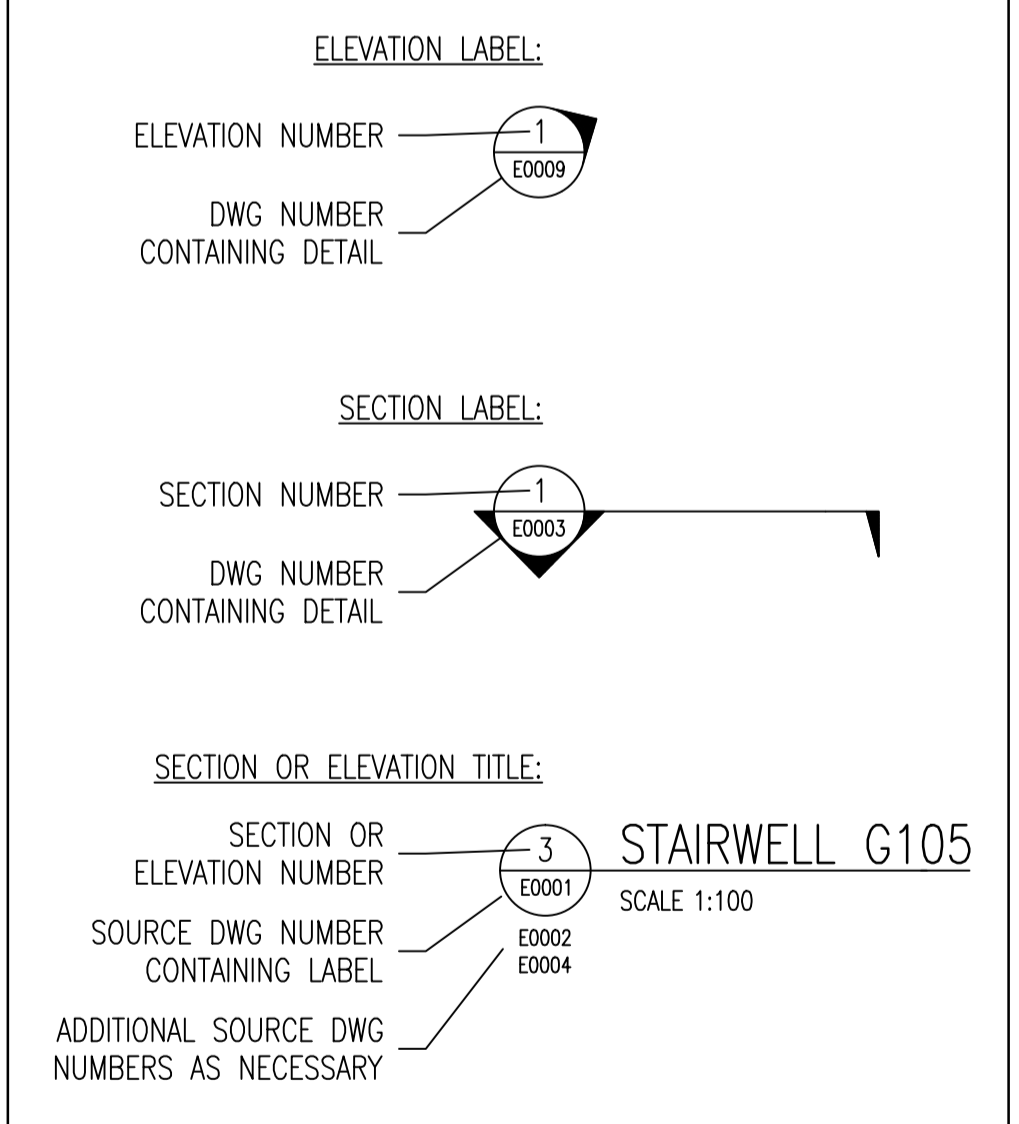 ELEVATION LABEL:
ELEVATION NUMBER
1
E0009
DWG NUMBER
CONTAINING DETAIL
SECTION LABEL:
SECTION NUMBER
1
E0003
DWG NUMBER
CONTAINING DETAIL
SECTION OR ELEVATION TITLE:
SECTION OR
ELEVATION NUMBER
3
E0001
STAIRWELL G105
SCALE 1:100
SOURCE DWG NUMBER
CONTAINING LABEL
E0002
E0004
ADDITIONAL SOURCE DWG
NUMBERS AS NECESSARY